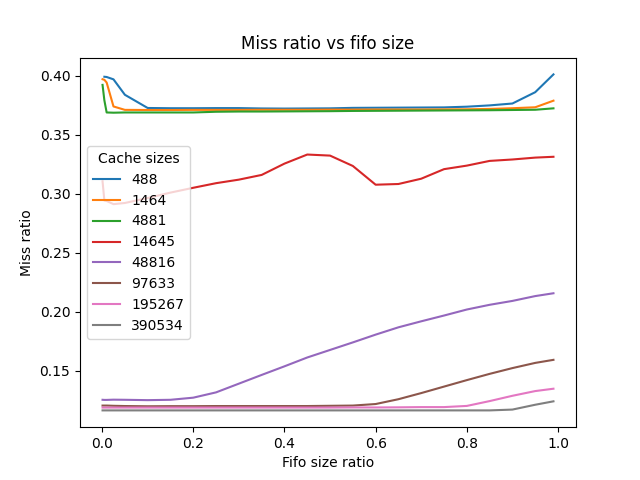 Miss ratio vs fifo size
0.40
0.35
0.30
0.25
0.20
0.15
Miss ratio
Cache sizes
488
1464
4881
14645
48816
97633
195267
390534
0.0 0.2 0.4 0.6 0.8 1.0
Fifo size ratio